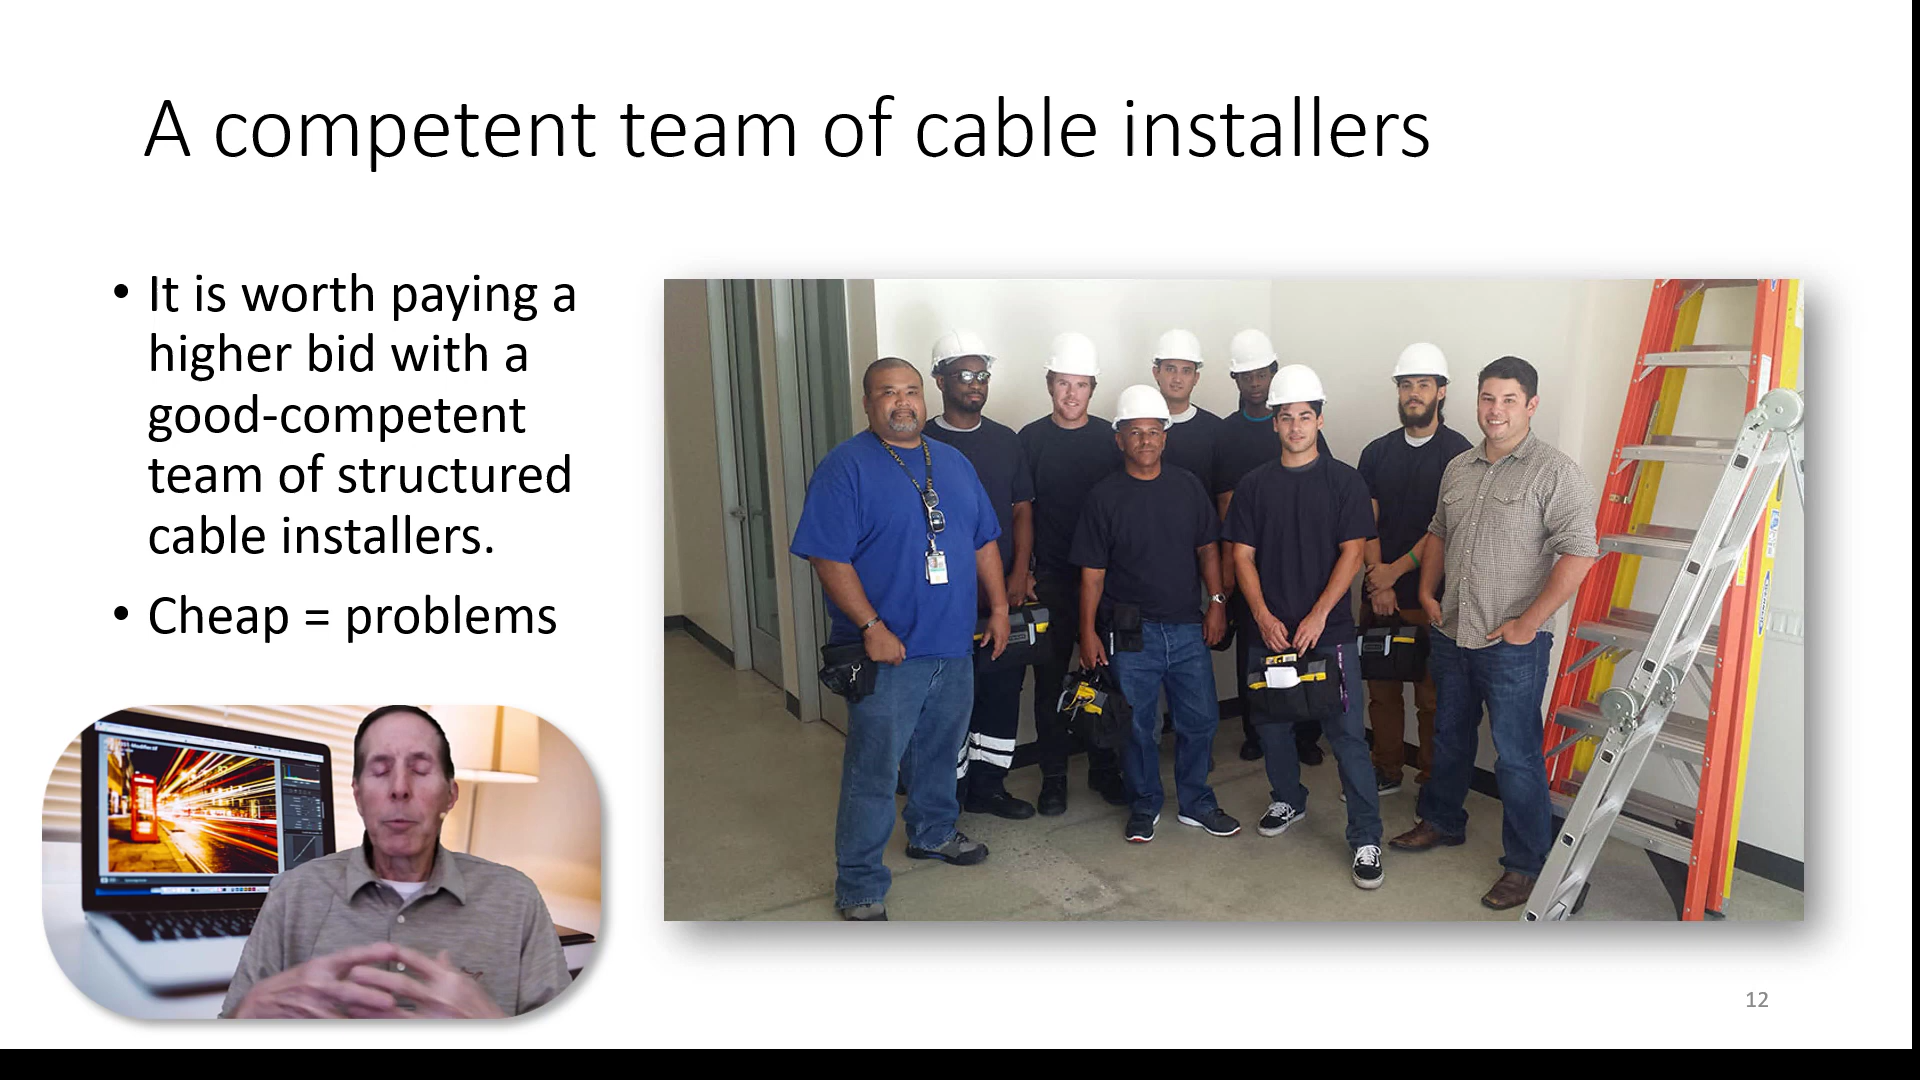 A competent team of cable installers
• It is worth paying a
higher bid with a
good-competent
team of structured
cable installers.
• Cheap = problems
12